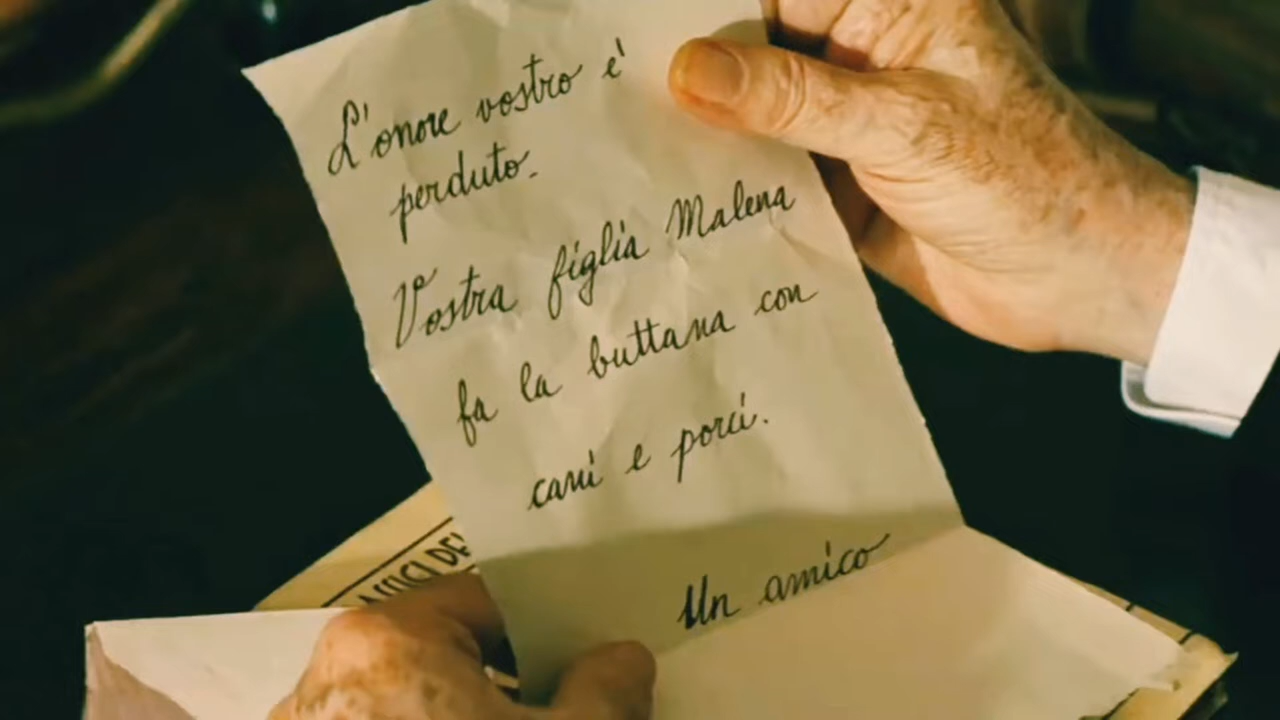 L'onore vostro è
perduto.
Vostra figlia Malena
fa la buttana con
cani e porci.
Un amico